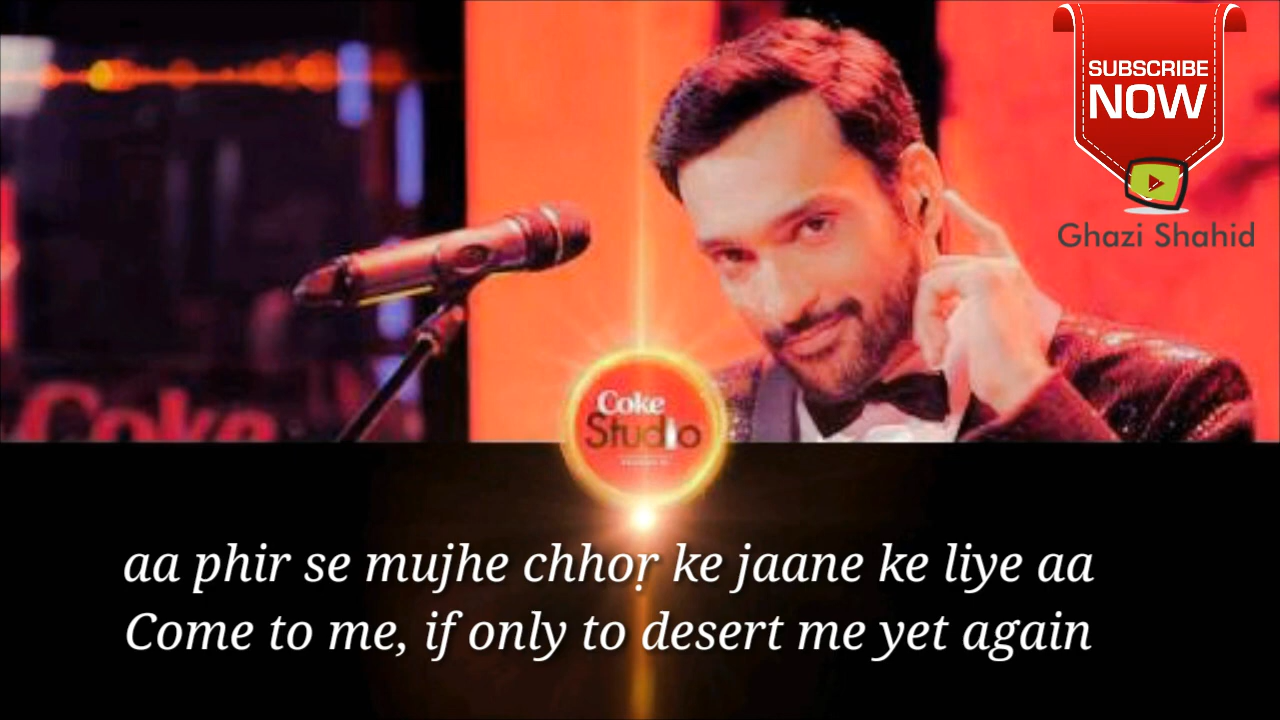 SUBSCRIBE
NOW
Ghazi Shahid
Coke
Coke
Studio
aa phir se mujhe chhoṛ ke jaane ke liye aa
Come to me, if only to desert me yet again